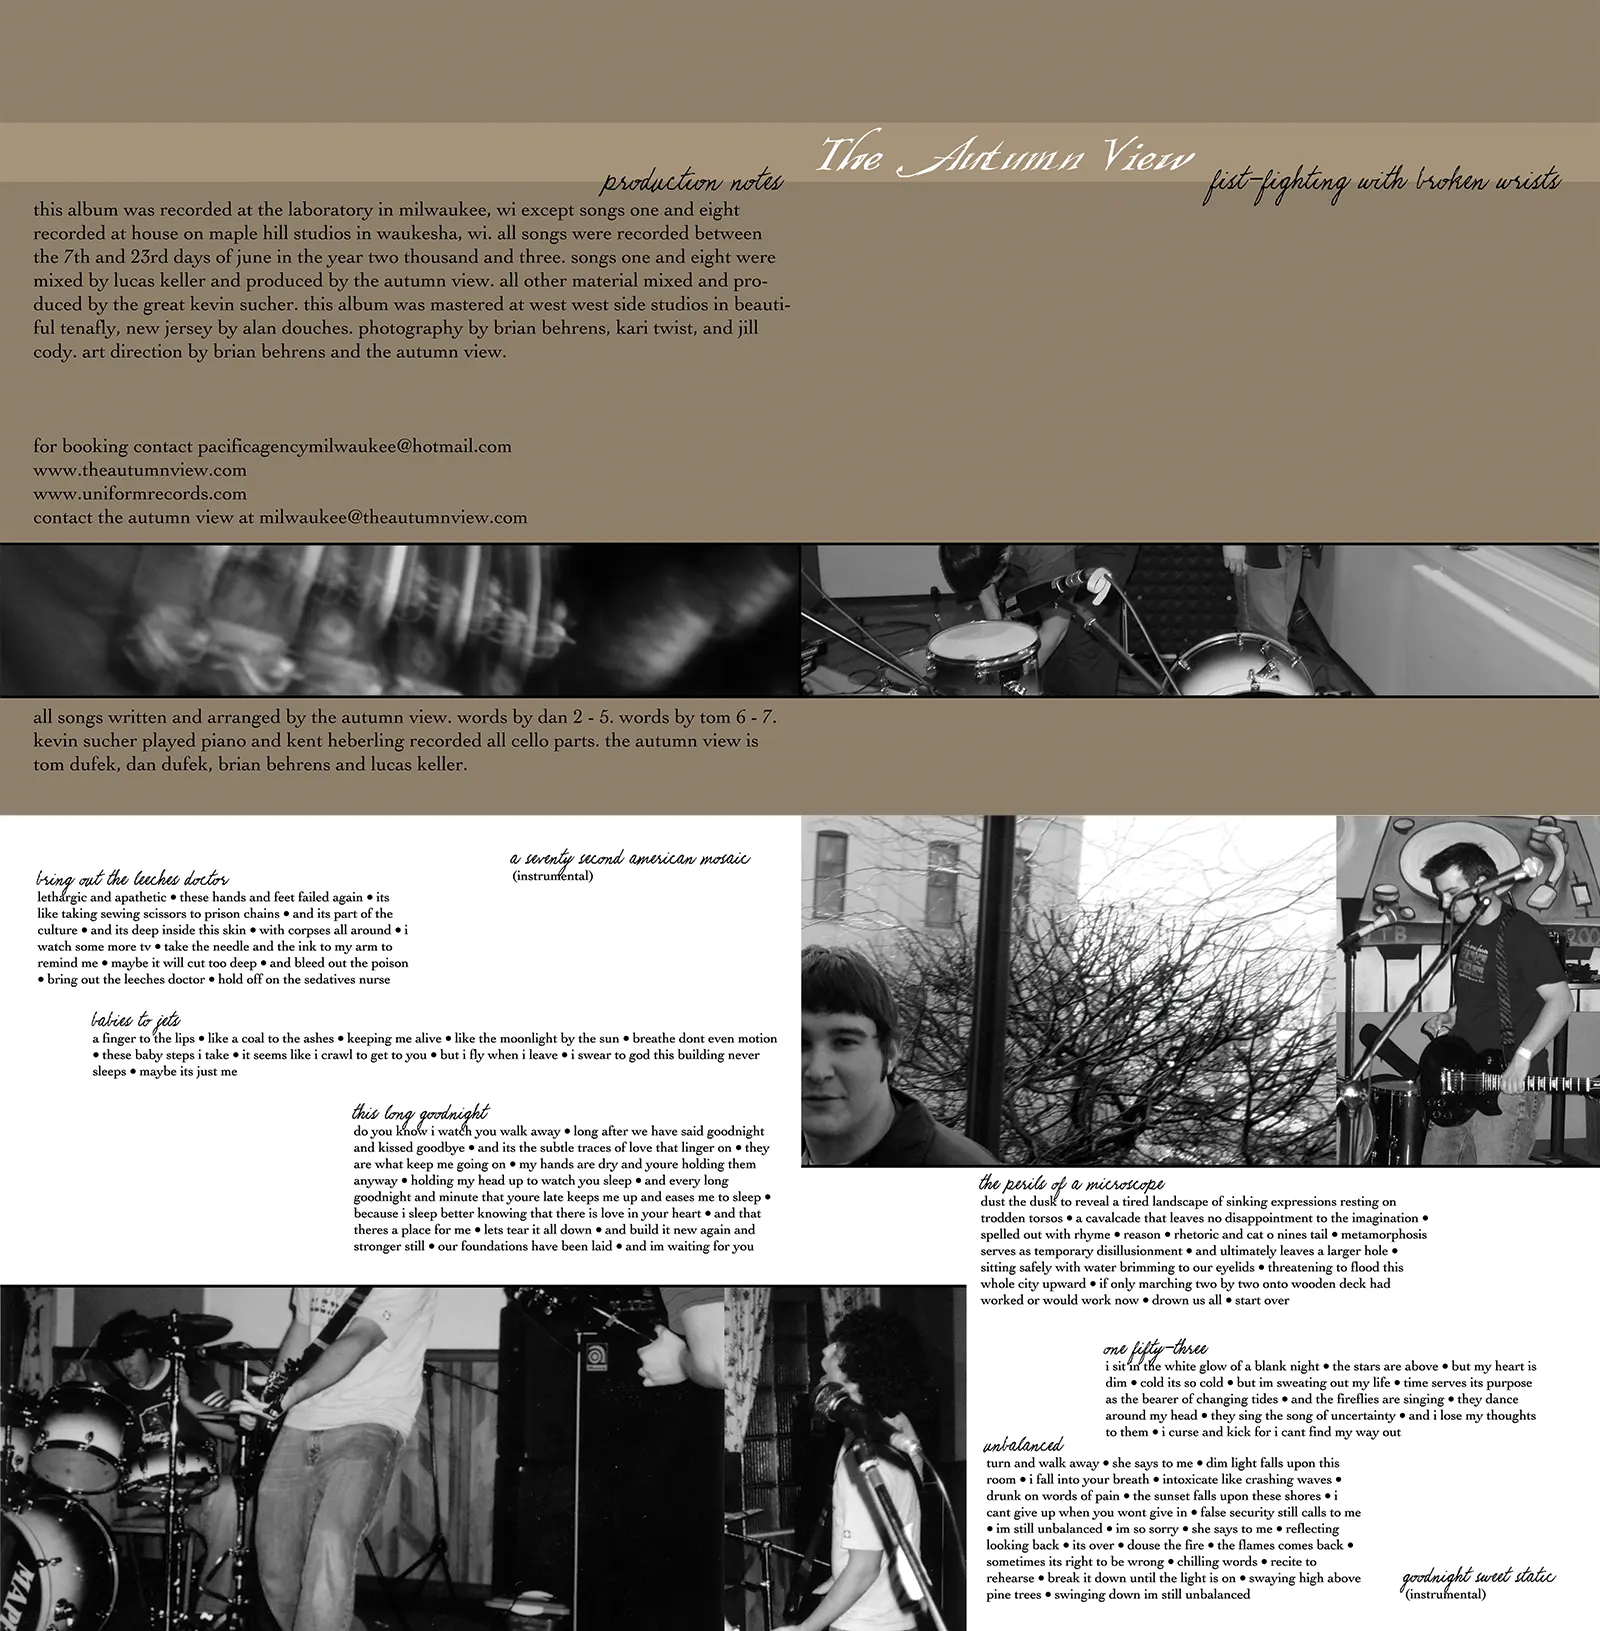 The Autumn View
fist-fighting with broken wrists
production notes
this album was recorded at the laboratory in milwaukee, wi except songs one and eight
recorded at house on maple hill studios in waukesha, wi. all songs were recorded between
the 7th and 23rd days of june in the year two thousand and three. songs one and eight were
mixed by lucas keller and produced by the autumn view. all other material mixed and pro-
duced by the great kevin sucher. this album was mastered at west west side studios in beauti-
ful tenafly, new jersey by alan douches. photography by brian behrens, kari twist, and jill
cody. art direction by brian behrens and the autumn view.
for booking contact pacificagencymilwaukee@hotmail.com
www.theautumnview.com
www.uniformrecords.com
contact the autumn view at milwaukee@theautumnview.com
all songs written and arranged by the autumn view. words by dan 2 - 5. words by tom 6 - 7.
kevin sucher played piano and kent heberling recorded all cello parts. the autumn view is
tom dufek, dan dufek, brian behrens and lucas keller.
a seventy second american mosaic
(instrumental)
bring out the leeches doctor
lethargic and apathetic • these hands and feet failed again • its
like taking sewing scissors to prison chains • and its part of the
culture • and its deep inside this skin • with corpses all around • i
watch some more tv • take the needle and the ink to my arm to
remind me • maybe it will cut too deep • and bleed out the poison
• bring out the leeches doctor • hold off on the sedatives nurse
babies to jets
a finger to the lips • like a coal to the ashes • keeping me alive • like the moonlight by the sun • breathe dont even motion
• these baby steps i take • it seems like i crawl to get to you • but i fly when i leave • i swear to god this building never
sleeps • maybe its just me
this long goodnight
do you know i watch you walk away • long after we have said goodnight
and kissed goodbye • and its the subtle traces of love that linger on • they
are what keep me going on • my hands are dry and youre holding them
anyway • holding my head up to watch you sleep • and every long
goodnight and minute that youre late keeps me up and eases me to sleep •
because i sleep better knowing that there is love in your heart • and that
theres a place for me • lets tear it all down • and build it new again and
stronger still • our foundations have been laid • and im waiting for you
the perils of a microscope
dust the dusk to reveal a tired landscape of sinking expressions resting on
trodden torsos • a cavalcade that leaves no disappointment to the imagination •
spelled out with rhyme • reason • rhetoric and cat o nines tail • metamorphosis
serves as temporary disillusionment • and ultimately leaves a larger hole •
sitting safely with water brimming to our eyelids • threatening to flood this
whole city upward • if only marching two by two onto wooden deck had
worked or would work now • drown us all • start over
one fifty-three
i sit in the white glow of a blank night • the stars are above • but my heart is
dim • cold its so cold • but im sweating out my life • time serves its purpose
as the bearer of changing tides • and the fireflies are singing • they dance
around my head • they sing the song of uncertainty • and i lose my thoughts
to them • i curse and kick for i cant find my way out
unbalanced
turn and walk away • she says to me • dim light falls upon this
room • i fall into your breath • intoxicate like crashing waves •
drunk on words of pain • the sunset falls upon these shores • i
cant give up when you wont give in • false security still calls to me
• im still unbalanced • im so sorry • she says to me • reflecting
looking back • its over • douse the fire • the flames comes back •
sometimes its right to be wrong • chilling words • recite to
rehearse • break it down until the light is on • swaying high above
pine trees • swinging down im still unbalanced
goodnight sweet static
(instrumental)